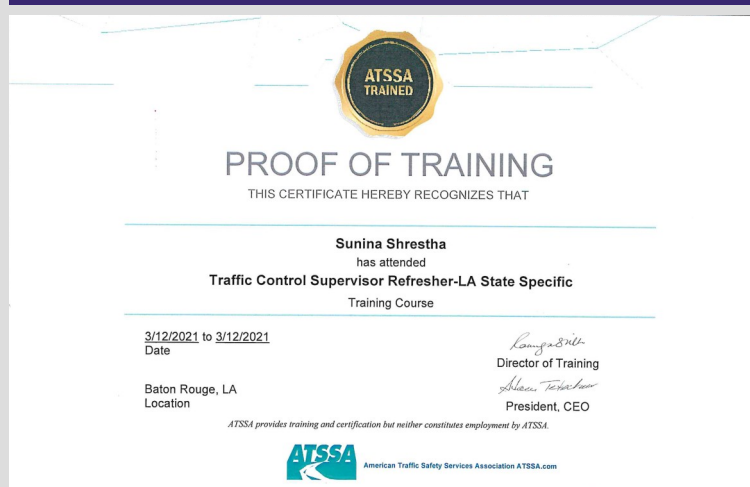 ATSSA
TRAINED
PROOF OF TRAINING
THIS CERTIFICATE HEREBY RECOGNIZES THAT
Sunina Shrestha
has attended
Traffic Control Supervisor Refresher-LA State Specific
Training Course
3/12/2021 to 3/12/2021
Date
Director of Training
Baton Rouge, LA
Location
President, CEO
ATSSA provides training and certification but neither constitutes employment by ATSSA.
ATSSA
American Traffic Safety Services Association ATSSA.com